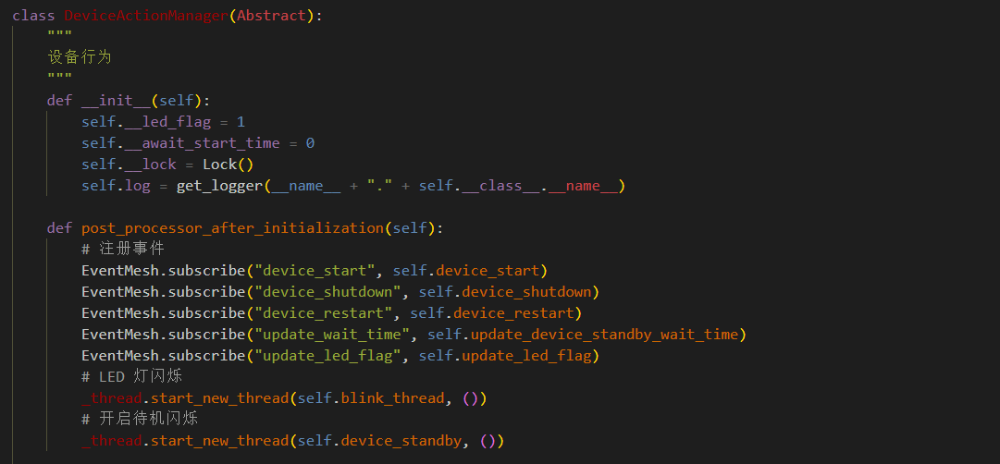 class DeviceActionManager(Abstract):
    """
    设备行为
    """
    def __init__(self):
        self.__led_flag = 1
        self.__await_start_time = 0
        self.__lock = Lock()
        self.log = get_logger(__name__ + "." + self.__class__.__name__)

    def post_processor_after_initialization(self):
        # 注册事件
        EventMesh.subscribe("device_start", self.device_start)
        EventMesh.subscribe("device_shutdown", self.device_shutdown)
        EventMesh.subscribe("device_restart", self.device_restart)
        EventMesh.subscribe("update_wait_time", self.update_device_standby_wait_time)
        EventMesh.subscribe("update_led_flag", self.update_led_flag)
        # LED 灯闪烁
        _thread.start_new_thread(self.blink_thread, ())
        # 开启待机闪烁
        _thread.start_new_thread(self.device_standby, ())